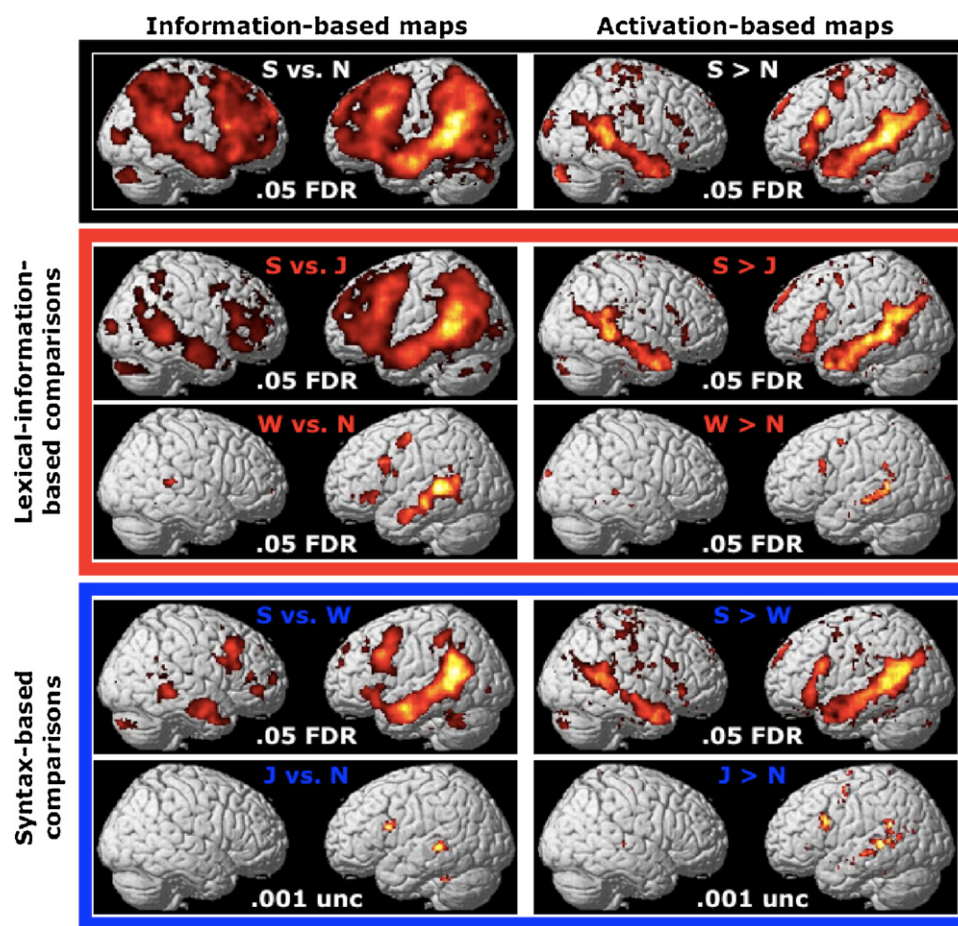 Information-based maps
Activation-based maps
S vs. N
S > N
.05 FDR
.05 FDR
Lexical-information-
based comparisons
S vs. J
S > J
.05 FDR
.05 FDR
W vs. N
W > N
.05 FDR
.05 FDR
Syntax-based
comparisons
S vs. W
S > W
.05 FDR
.05 FDR
J vs. N
J > N
.001 unc
.001 unc